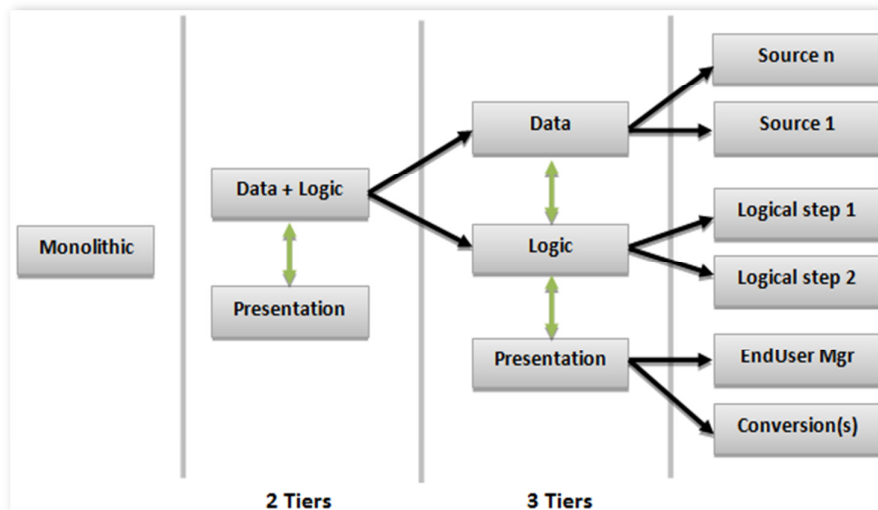 Monolithic
Data + Logic
Presentation
2 Tiers
Data
Logic
Presentation
3 Tiers
Source n
Source 1
Logical step 1
Logical step 2
EndUser Mgr
Conversion(s)